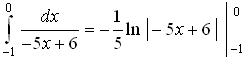 ∫_{-1}^{0} dx/(-5x+6) = -1/5 ln |-5x+6| |_{-1}^{0}